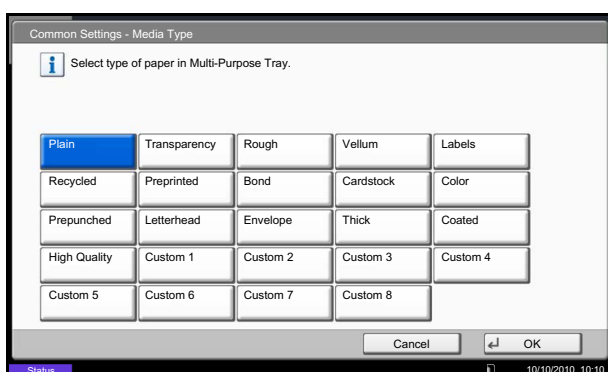 Common Settings - Media Type
Select type of paper in Multi-Purpose Tray.
Plain Transparency Rough Vellum Labels
Recycled Preprinted Bond Cardstock Color
Prepunched Letterhead Envelope Thick Coated
High Quality Custom 1 Custom 2 Custom 3 Custom 4
Custom 5 Custom 6 Custom 7 Custom 8
Cancel OK
Status 10/10/2010 10:10